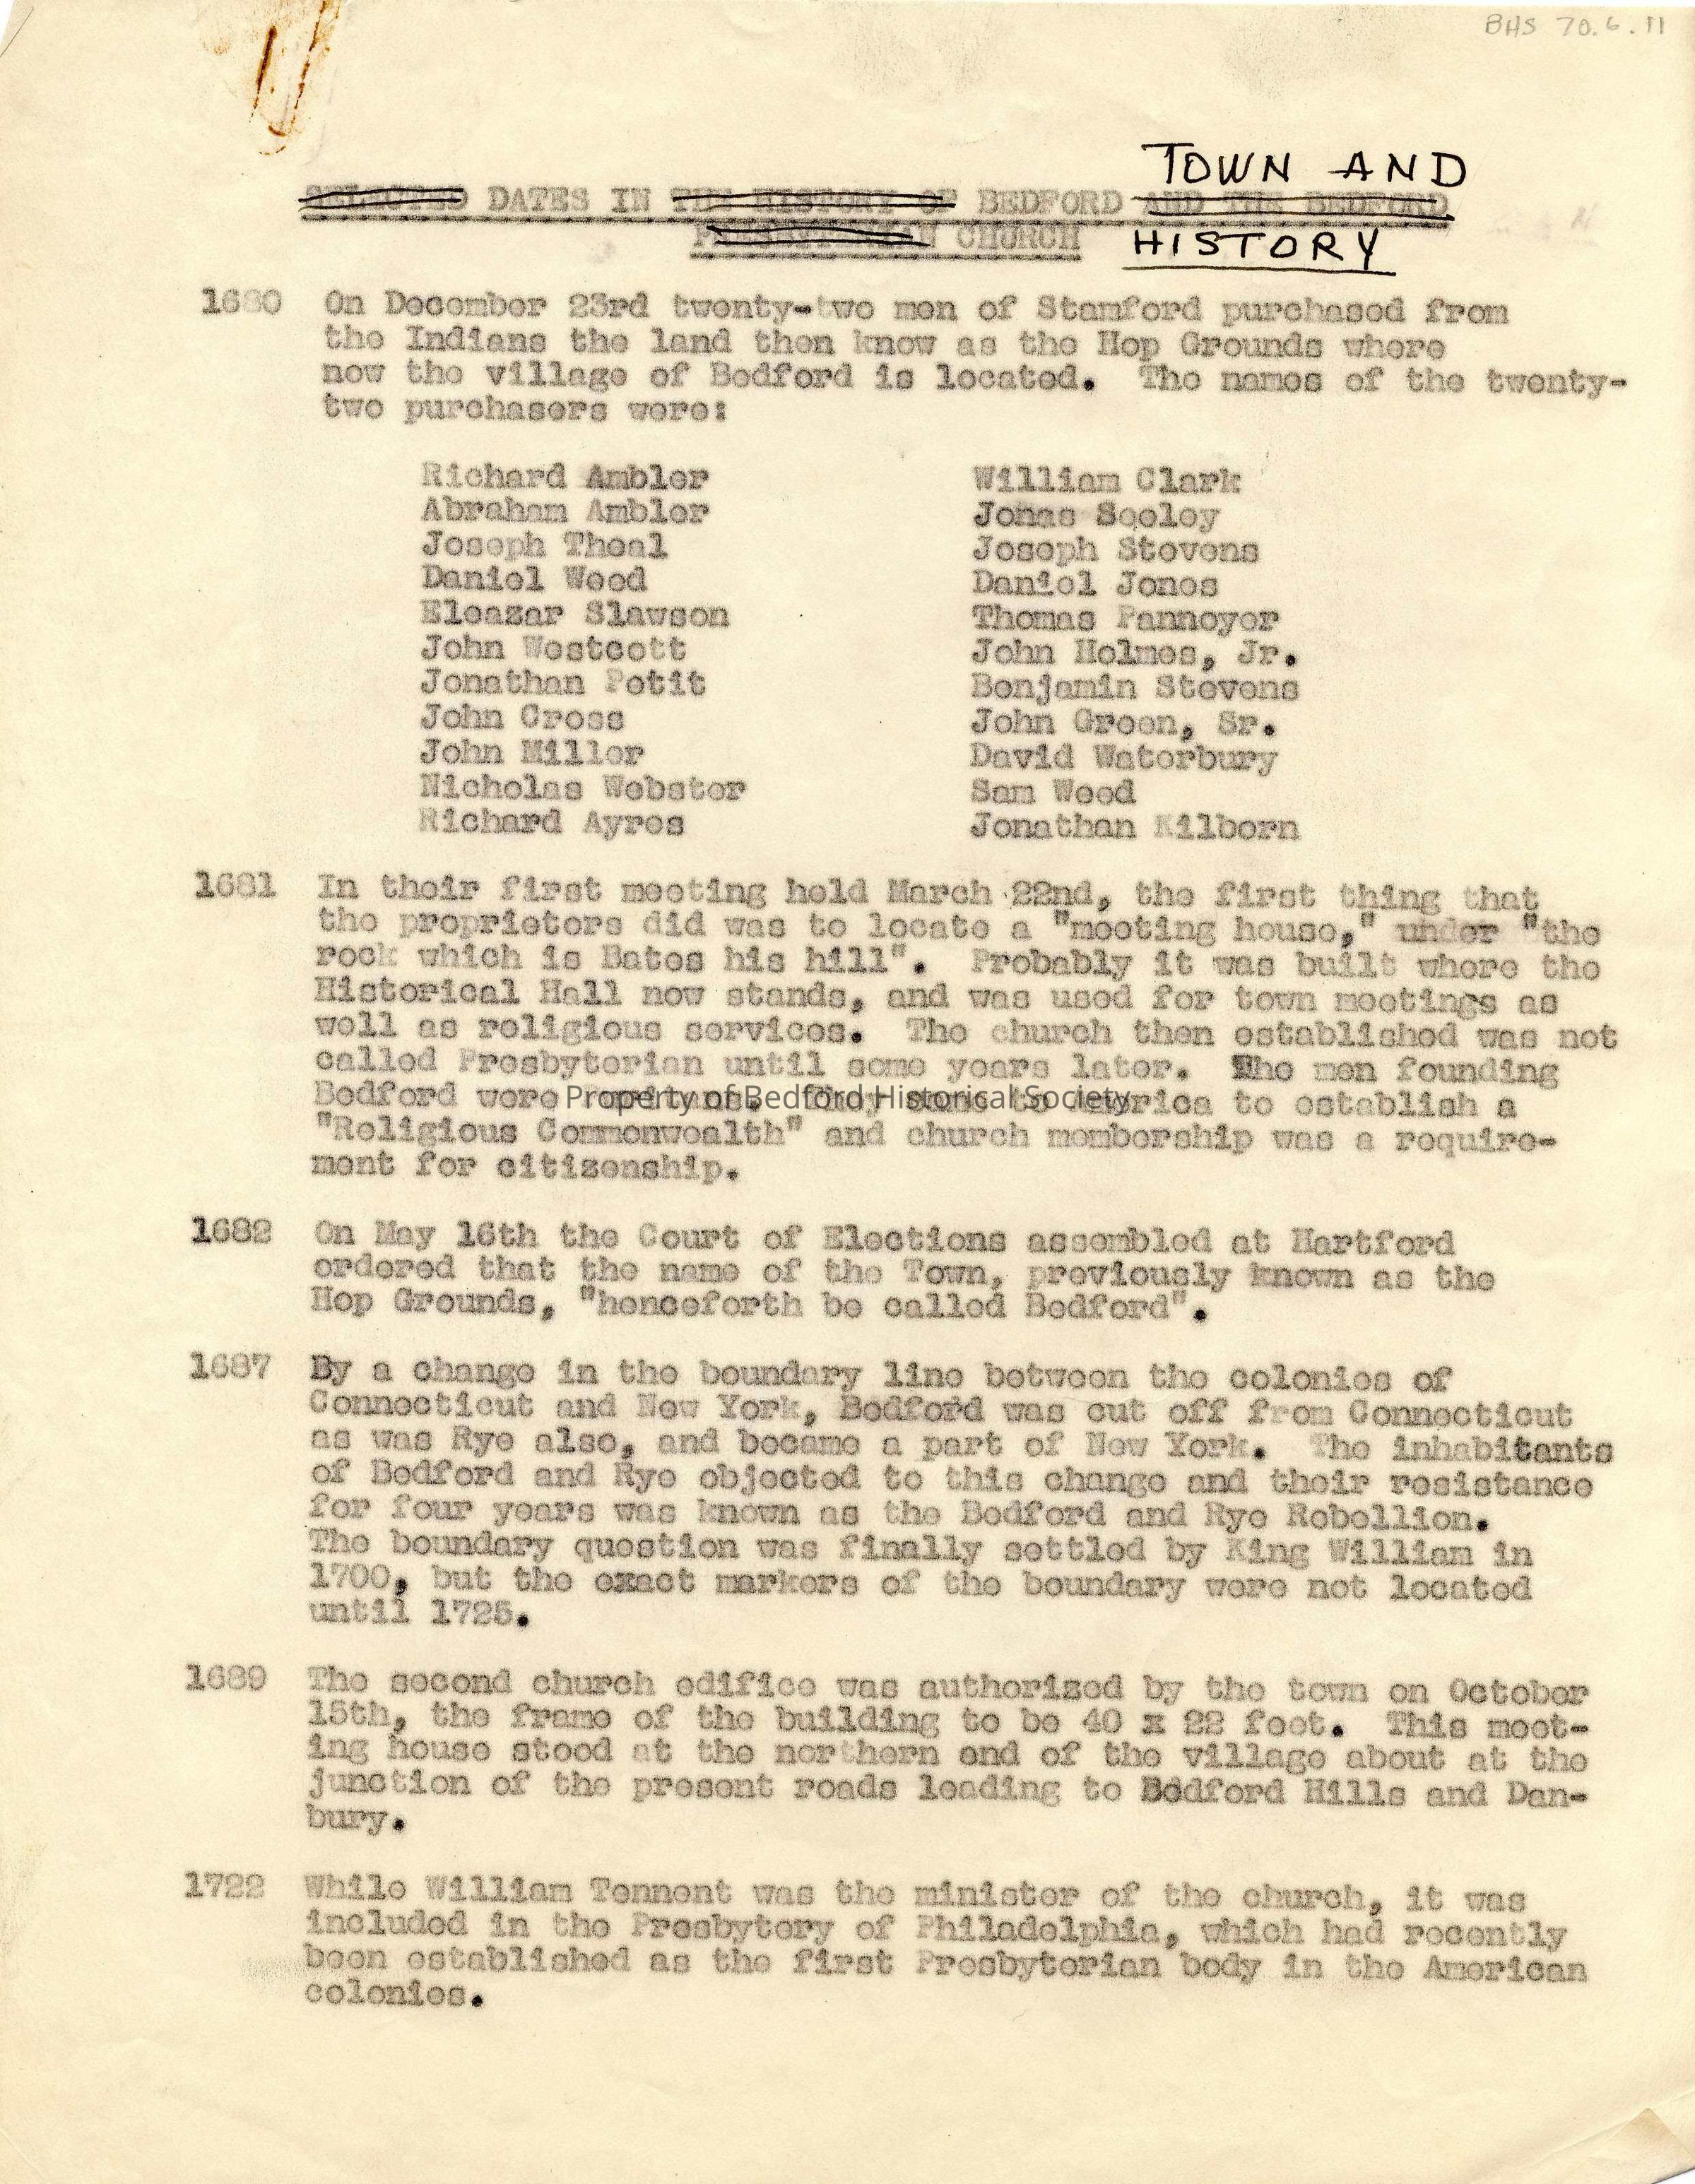 BHS 70.6.11
TOWN AND
SELECTED DATES IN THE HISTORY OF BEDFORD AND THE BEDFORD
PRESBYTERIAN CHURCH HISTORY
1680 On December 23rd twenty-two men of Stamford purchased from
the Indians the land then know as the Hop Grounds where
now the village of Bedford is located. The names of the twenty-
two purchasers were:
Richard Ambler William Clark
Abraham Ambler Jonas Seeley
Joseph Theal Joseph Stevens
Daniel Weed Daniel Jones
Eleazar Slawson Thomas Pannoyer
John Westcott John Holmes, Jr.
Jonathan Petit Benjamin Stevens
John Cross John Green, Sr.
John Miller David Waterbury
Nicholas Webster Sam Weed
Richard Ayres Jonathan Kilborn
1681 In their first meeting held March 22nd, the first thing that
the proprietors did was to locate a "meeting house," under "the
rock which is Bates his hill". Probably it was built where the
Historical Hall now stands, and was used for town meetings as
well as religious services. The church then established was not
called Presbyterian until some years later. The men founding
Bedford were Puritans. They came to America to establish a
Property of Bedford Historical Society
"Religious Commonwealth" and church membership was a require-
ment for citizenship.
1682 On May 16th the Court of Elections assembled at Hartford
ordered that the name of the Town, previously known as the
Hop Grounds, "henceforth be called Bedford".
1687 By a change in the boundary line between the colonies of
Connecticut and New York, Bedford was cut off from Connecticut
as was Rye also, and became a part of New York. The inhabitants
of Bedford and Rye objected to this change and their resistance
for four years was known as the Bedford and Rye Rebellion.
The boundary question was finally settled by King William in
1700, but the exact markers of the boundary were not located
until 1725.
1689 The second church edifice was authorized by the town on October
15th, the frame of the building to be 40 x 22 feet. This meet-
ing house stood at the northern end of the village about at the
junction of the present roads leading to Bedford Hills and Dan-
bury.
1722 While William Tennent was the minister of the church, it was
included in the Presbytery of Philadelphia, which had recently
been established as the first Presbyterian body in the American
colonies.